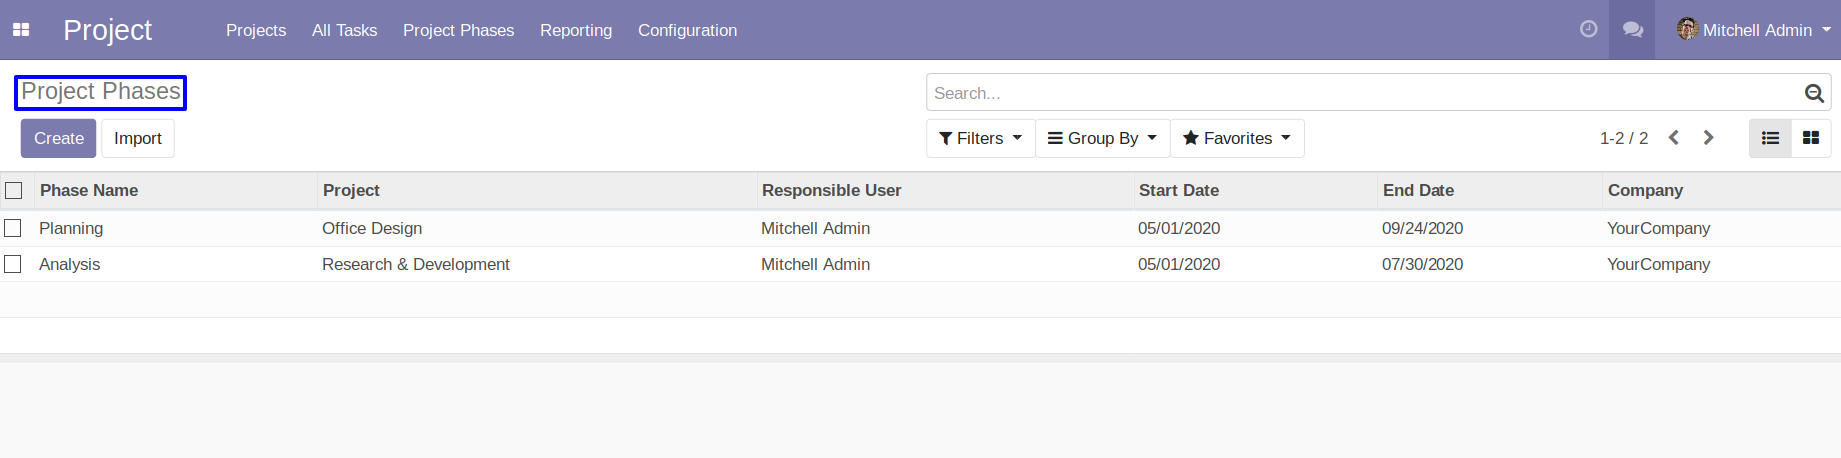 Project Projects All Tasks Project Phases Reporting Configuration Mitchell Admin
Project Phases
Search...
Create Import Filters Group By Favorites 1-2 / 2
Phase Name Project Responsible User Start Date End Date Company
Planning Office Design Mitchell Admin 05/01/2020 09/24/2020 YourCompany
Analysis Research & Development Mitchell Admin 05/01/2020 07/30/2020 YourCompany